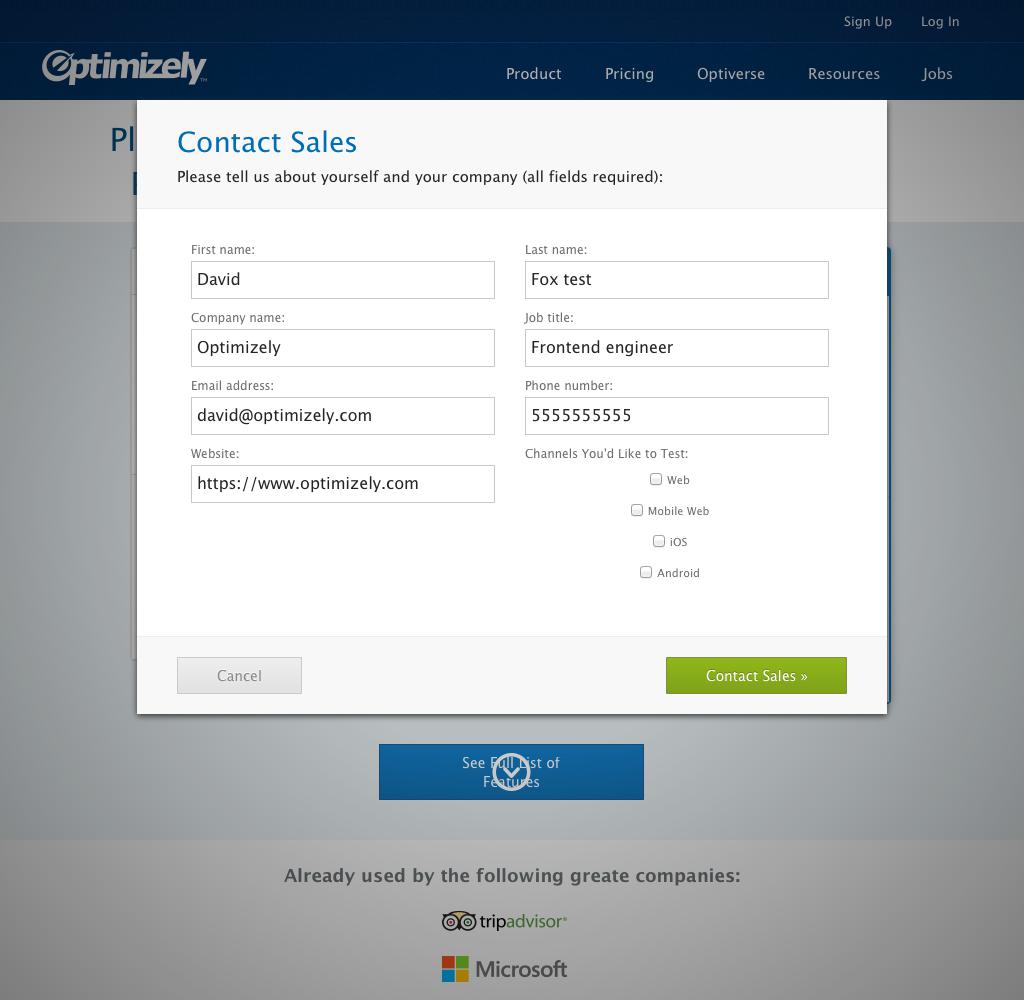 Sign Up Log In
Optimizely™
Product Pricing Optiverse Resources Jobs
Pl
Contact Sales
Please tell us about yourself and your company (all fields required):
First name: Last name:
David Fox test
Company name: Job title:
Optimizely Frontend engineer
Email address: Phone number:
david@optimizely.com 5555555555
Website: Channels You'd Like to Test:
https://www.optimizely.com
Web
Mobile Web
iOS
Android
Cancel Contact Sales »
See Full List of
Features
Already used by the following greate companies:
tripadvisor®
Microsoft